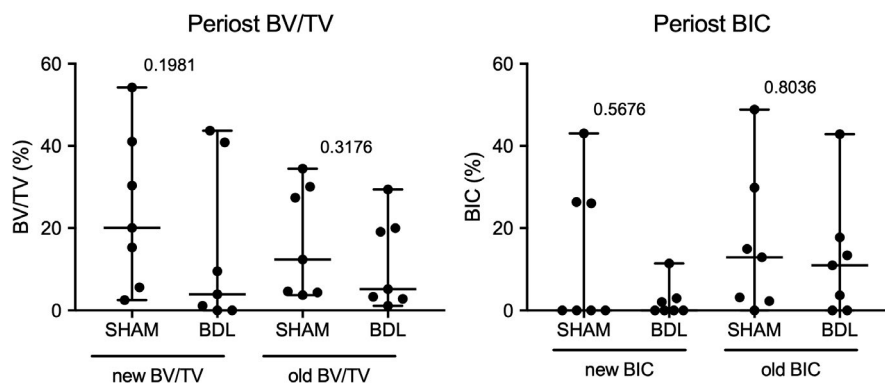 Periost BV/TV
BV/TV (%)
60
40
20
0
0.1981
0.3176
SHAM BDL SHAM BDL
new BV/TV old BV/TV
Periost BIC
BIC (%)
60
40
20
0
0.5676
0.8036
SHAM BDL SHAM BDL
new BIC old BIC